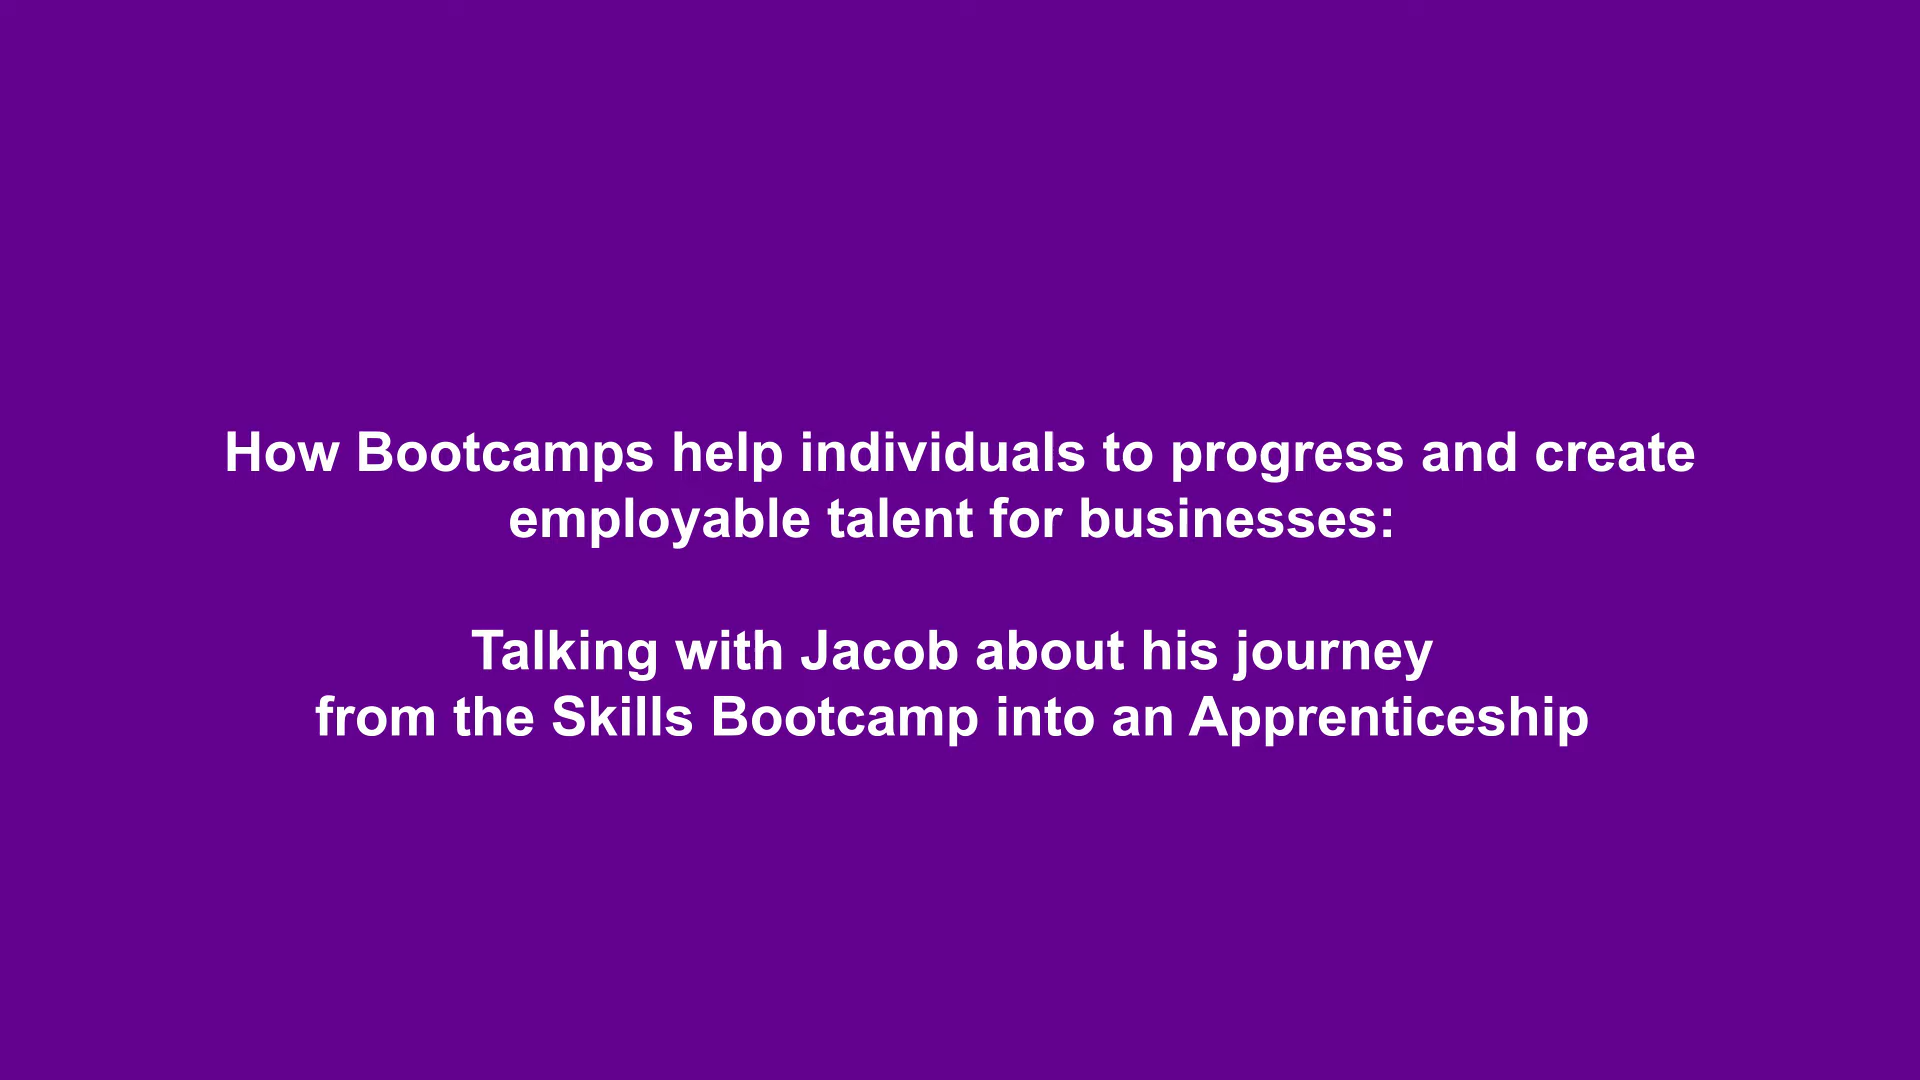 How Bootcamps help individuals to progress and create
employable talent for businesses:
Talking with Jacob about his journey
from the Skills Bootcamp into an Apprenticeship